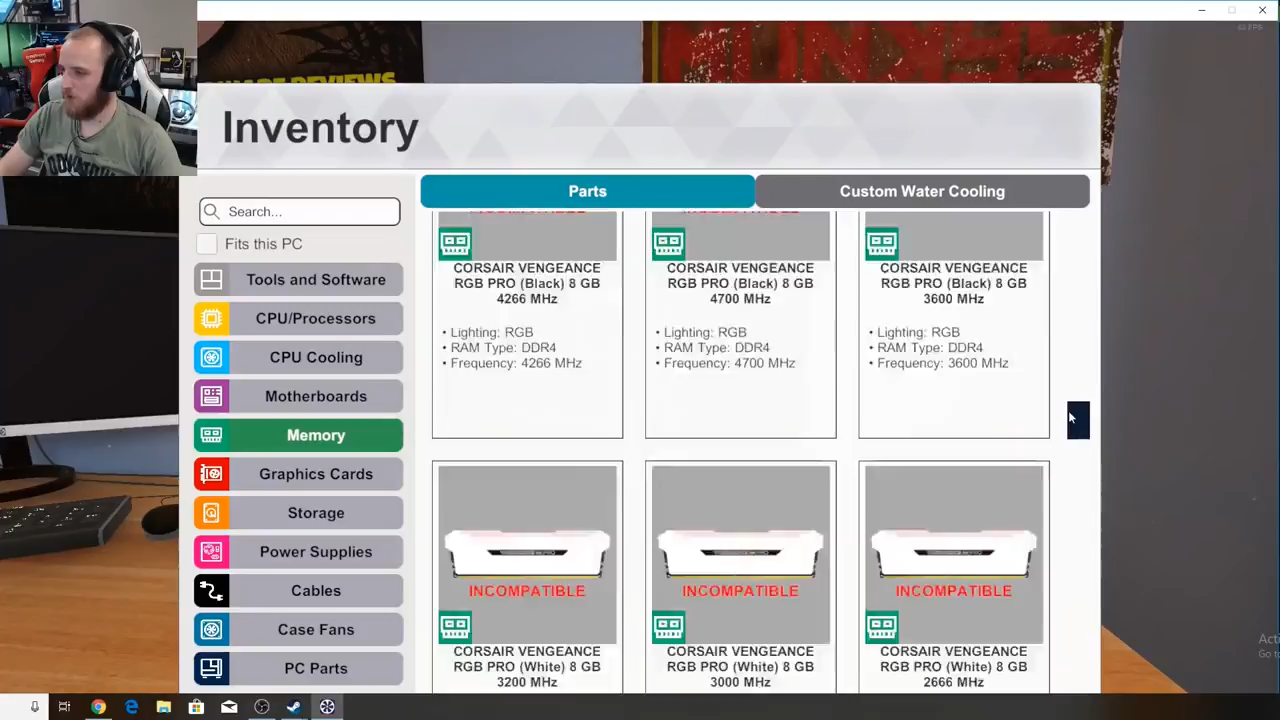 62 FPS
REVIEWS
Inventory
Parts
Custom Water Cooling
Search...
Fits this PC
Tools and Software
CPU/Processors
CPU Cooling
Motherboards
Memory
Graphics Cards
Storage
Power Supplies
Cables
Case Fans
PC Parts
CORSAIR VENGEANCE
RGB PRO (Black) 8 GB
4266 MHz
• Lighting: RGB
• RAM Type: DDR4
• Frequency: 4266 MHz
CORSAIR VENGEANCE
RGB PRO (Black) 8 GB
4700 MHz
• Lighting: RGB
• RAM Type: DDR4
• Frequency: 4700 MHz
CORSAIR VENGEANCE
RGB PRO (Black) 8 GB
3600 MHz
• Lighting: RGB
• RAM Type: DDR4
• Frequency: 3600 MHz
INCOMPATIBLE
CORSAIR VENGEANCE
RGB PRO (White) 8 GB
3200 MHz
INCOMPATIBLE
CORSAIR VENGEANCE
RGB PRO (White) 8 GB
3000 MHz
INCOMPATIBLE
CORSAIR VENGEANCE
RGB PRO (White) 8 GB
2666 MHz
Go to